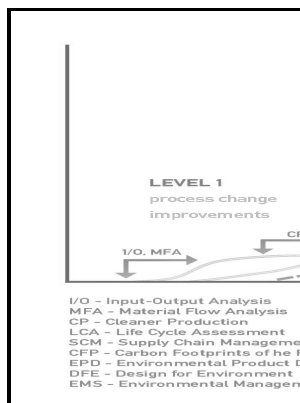 LEVEL 1
process change
improvements
CP
I/O, MFA
I/O - Input-Output Analysis
MFA - Material Flow Analysis
CP - Cleaner Production
LCA - Life Cycle Assessment
SCM - Supply Chain Manageme
CFP - Carbon Footprints of he
EPD - Environmental Product D
DFE - Design for Environment
EMS - Environmental Managem